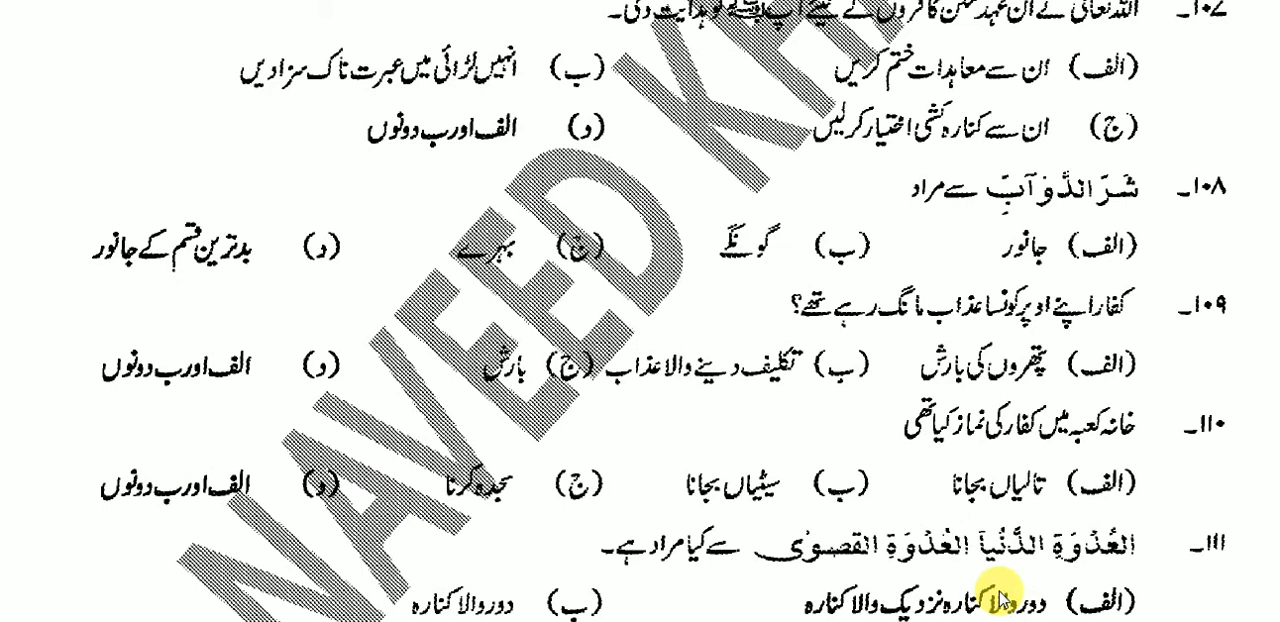 ۱۰۷۔ اللہ تعالیٰ نے ان عہد شکن کافروں کے لیے آپ ﷺ کو ہدایت دی۔
(الف) ان سے معاہدات ختم کریں (ب) انہیں لڑائی میں عبرت ناک سزا دیں
(ج) ان سے کنارہ کشی اختیار کرلیں (د) الف اور ب دونوں
۱۰۸۔ شَرَّ الدَّوَآبِّ سے مراد
(الف) جانور (ب) گونگے (ج) بہرے (د) بدترین قسم کے جانور
۱۰۹۔ کفار اپنے اوپر کونسا عذاب مانگ رہے تھے؟
(الف) پتھروں کی بارش (ب) تکلیف دینے والا عذاب (ج) بارش (د) الف اور ب دونوں
۱۱۰۔ خانہ کعبہ میں کفار کی نماز کیا تھی
(الف) تالیاں بجانا (ب) سیٹیاں بجانا (ج) سجدہ کرنا (د) الف اور ب دونوں
۱۱۱۔ العُدْوَةِ الدُّنْيَا العُدْوَةِ القصوٰى سے کیا مراد ہے۔
(الف) دور والا کنارہ نزدیک والا کنارہ (ب) دور والا کنارہ
NAVEED